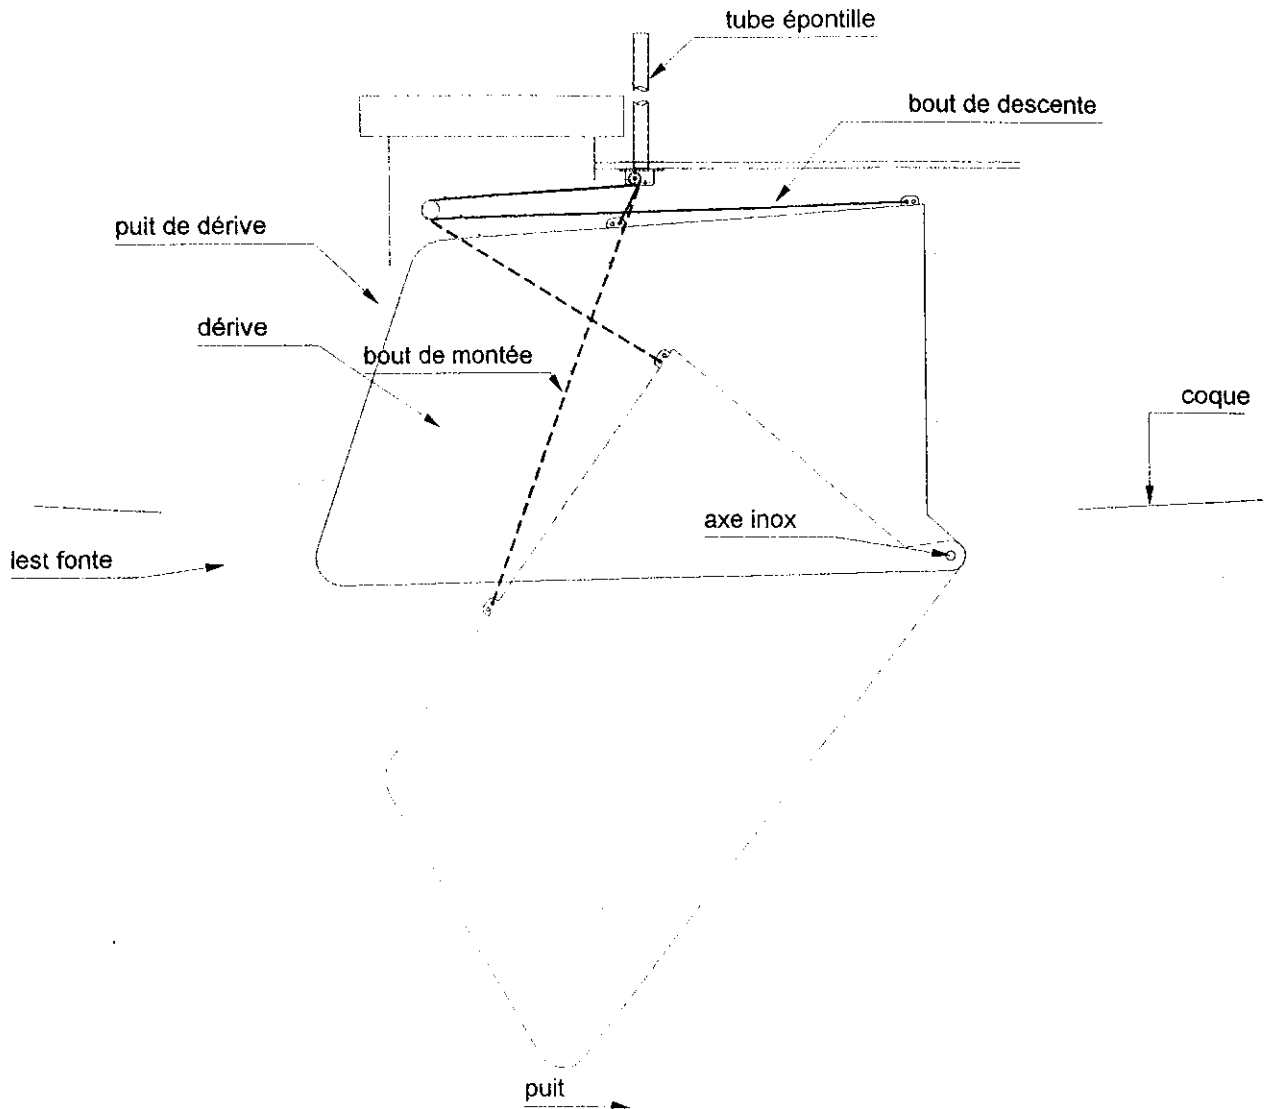 tube épontille
bout de descente
puit de dérive
dérive
bout de montée
coque
axe inox
lest fonte
puit